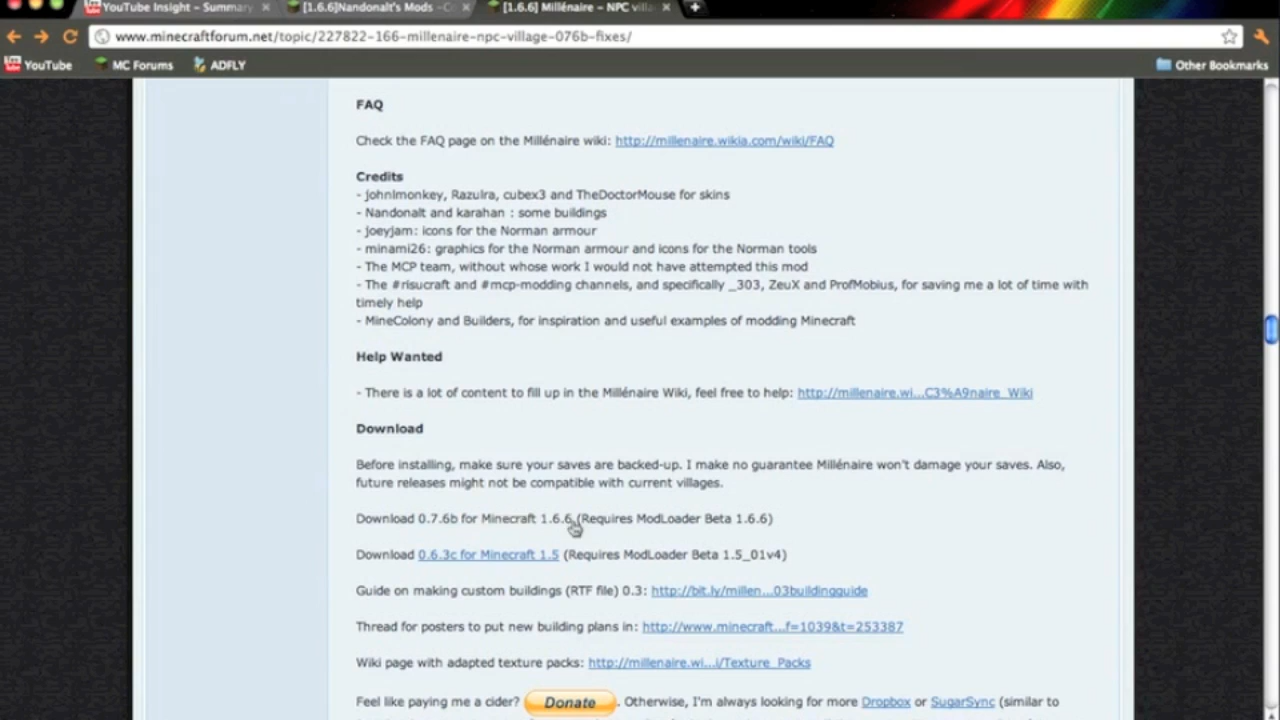 YouTube Insight – Summary
[1.6.6]Nandonalt's Mods –Co
[1.6.6] Millénaire – NPC villa
www.minecraftforum.net/topic/227822-166-millenaire-npc-village-076b-fixes/
YouTube
MC Forums
ADFLY
Other Bookmarks
FAQ
Check the FAQ page on the Millénaire wiki: http://millenaire.wikia.com/wiki/FAQ
Credits
- johnlmonkey, Razulra, cubex3 and TheDoctorMouse for skins
- Nandonalt and karahan : some buildings
- joeyjam: icons for the Norman armour
- minami26: graphics for the Norman armour and icons for the Norman tools
- The MCP team, without whose work I would not have attempted this mod
- The #risucraft and #mcp-modding channels, and specifically _303, ZeuX and ProfMobius, for saving me a lot of time with
timely help
- MineColony and Builders, for inspiration and useful examples of modding Minecraft
Help Wanted
- There is a lot of content to fill up in the Millénaire Wiki, feel free to help: http://millenaire.wi...C3%A9naire_Wiki
Download
Before installing, make sure your saves are backed-up. I make no guarantee Millénaire won't damage your saves. Also,
future releases might not be compatible with current villages.
Download 0.7.6b for Minecraft 1.6.6 (Requires ModLoader Beta 1.6.6)
Download 0.6.3c for Minecraft 1.5 (Requires ModLoader Beta 1.5_01v4)
Guide on making custom buildings (RTF file) 0.3: http://bit.ly/millen...03buildingguide
Thread for posters to put new building plans in: http://www.minecraft...f=1039&t=253387
Wiki page with adapted texture packs: http://millenaire.wi...i/Texture_Packs
Feel like paying me a cider? Donate. Otherwise, I'm always looking for more Dropbox or SugarSync (similar to